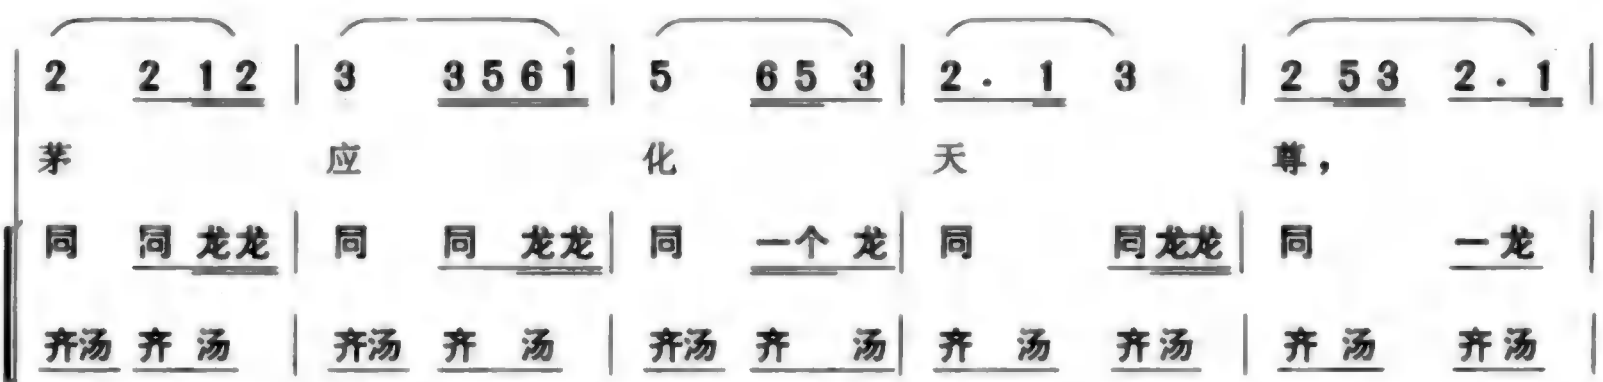 2 2 1 2 | 3 3 5 6 i | 5 6 5 3 | 2 . 1 3 | 2 5 3 2 . 1 |
茅 应 化 天 尊，
同 同 龙龙 | 同 同 龙龙 | 同 一个 龙 | 同 同龙龙 | 同 一龙 |
齐汤 齐 汤 | 齐汤 齐 汤 | 齐汤 齐 汤 | 齐 汤 齐汤 | 齐 汤 齐汤 |